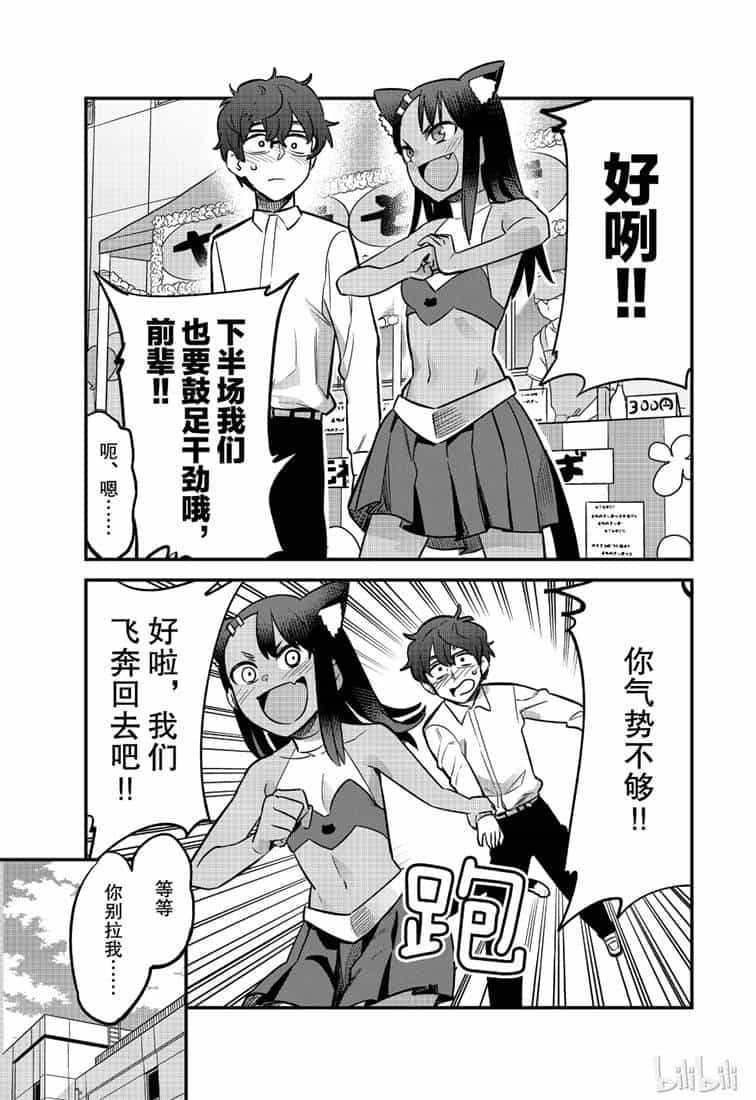 好咧!!
下半场我们
也要鼓足干劲哦,
前辈!!
呃、嗯……
300円
你气势不够!!
好啦,我们
飞奔回去吧!!
跑
等等
你别拉我……
bilibili